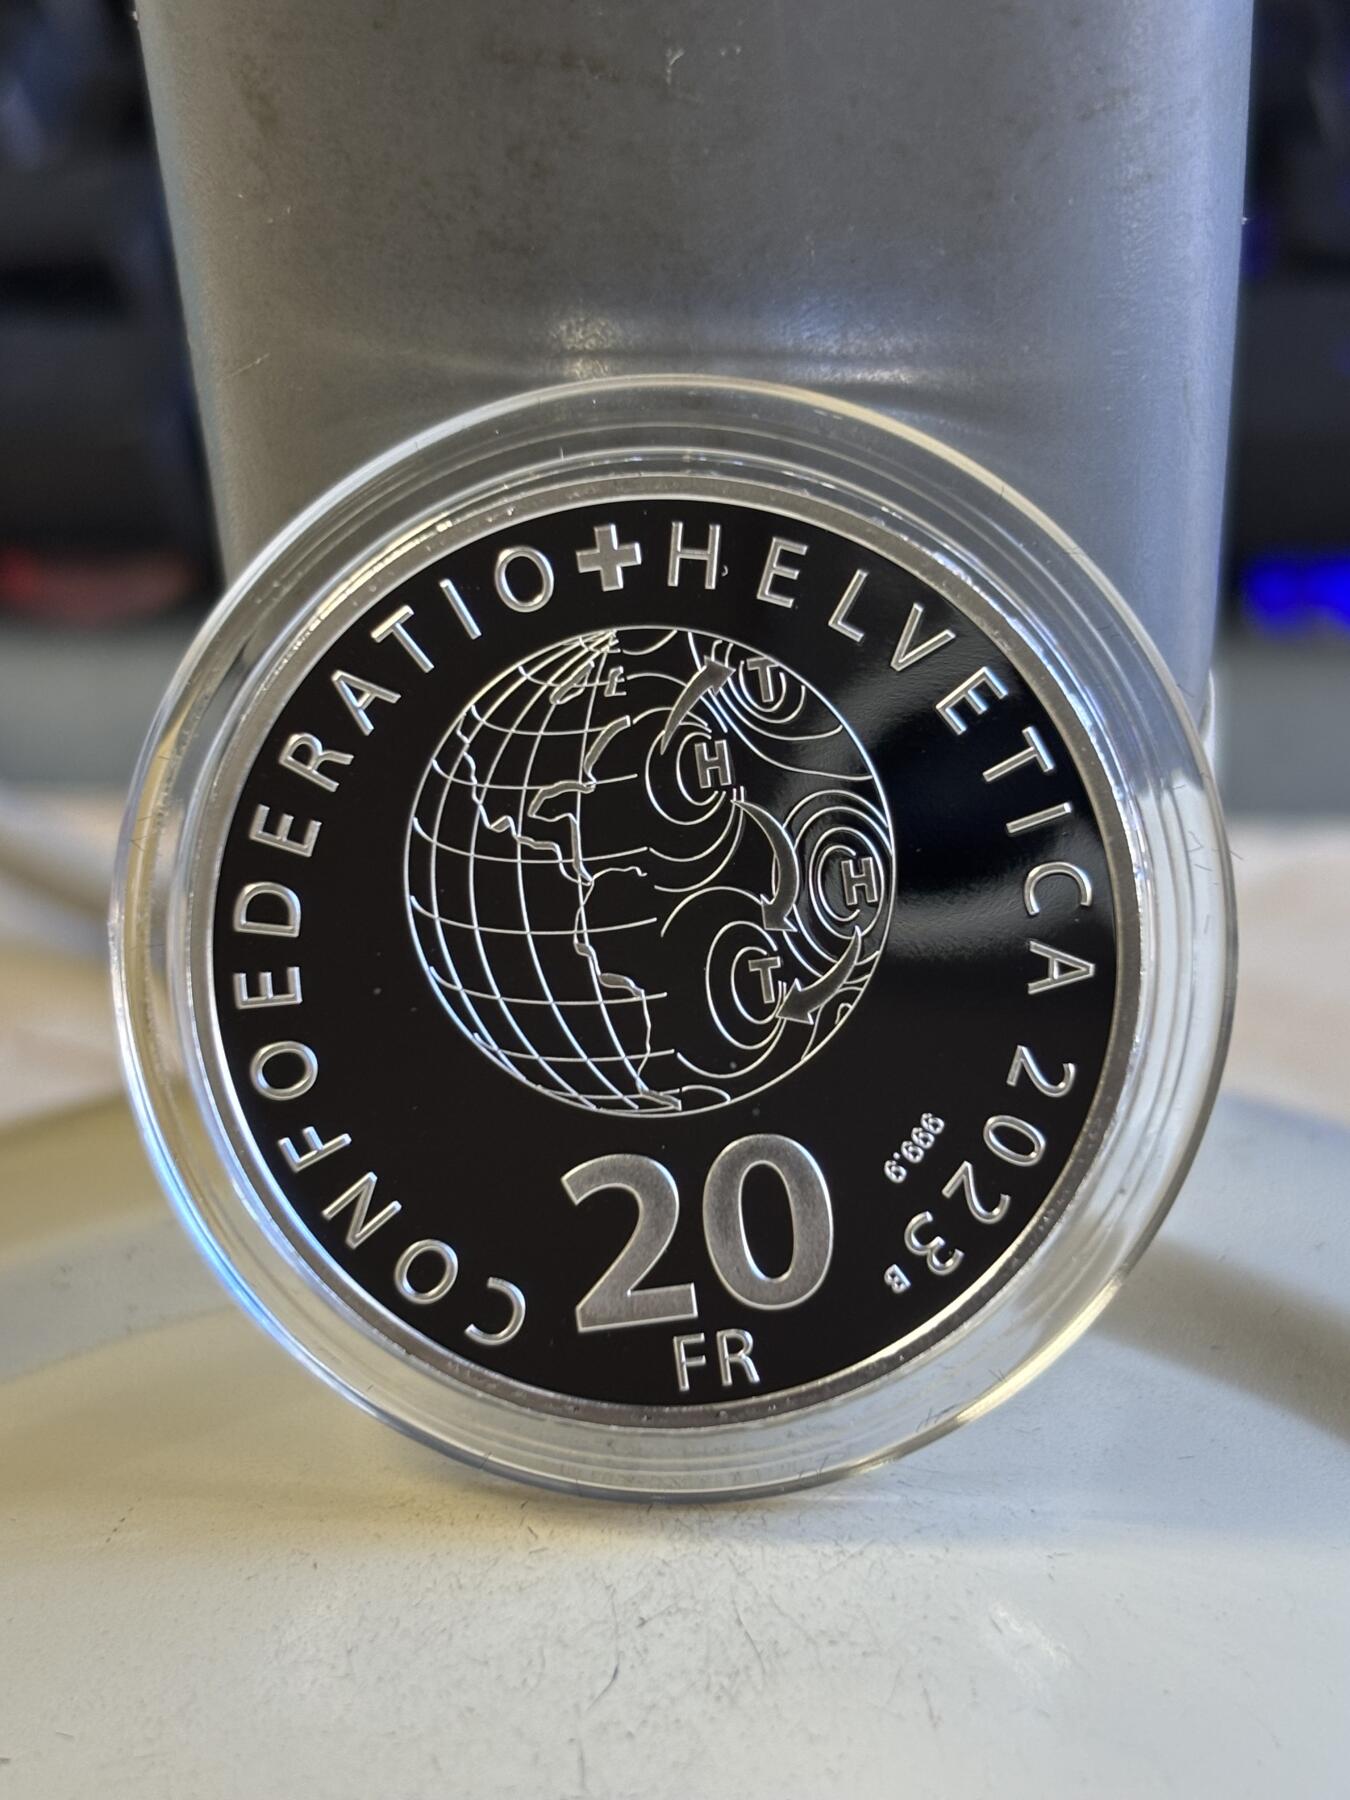 CONFOEDERATIO HELVETICA 2023
B
999.9
T
H
H
T
20
FR